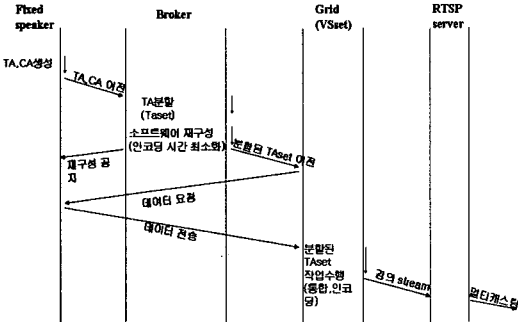 Fixed
speaker
Broker
Grid
(VSset)
RTSP
server
TA,CA생성
TA,CA 이전
TA분할
(Taset)
소프트웨어 재구성
(인코딩 시간 최소화)
분할된 TAset 이전
재구성 공
지
데이터 요청
데이터 전송
분할된
TAset
작업수행
(통합,인코
딩)
강의 stream
멀티캐스팅